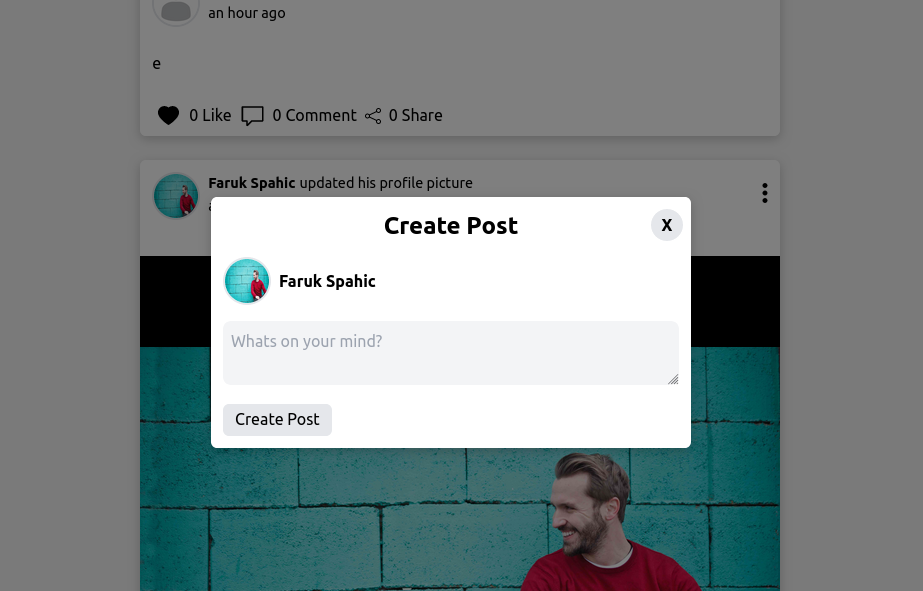 an hour ago
e
0 Like 0 Comment 0 Share
Faruk Spahic updated his profile picture
Create Post
X
Faruk Spahic
Whats on your mind?
Create Post